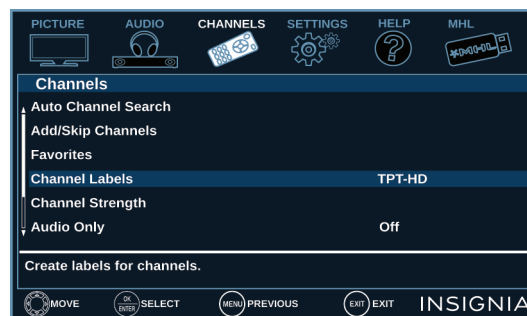 PICTURE AUDIO CHANNELS SETTINGS HELP MHL
MHL
?
Channels
Auto Channel Search
Add/Skip Channels
Favorites
Channel Labels TPT-HD
Channel Strength
Audio Only Off
Create labels for channels.
MOVE OK ENTER SELECT MENU PREVIOUS EXIT EXIT INSIGNIA